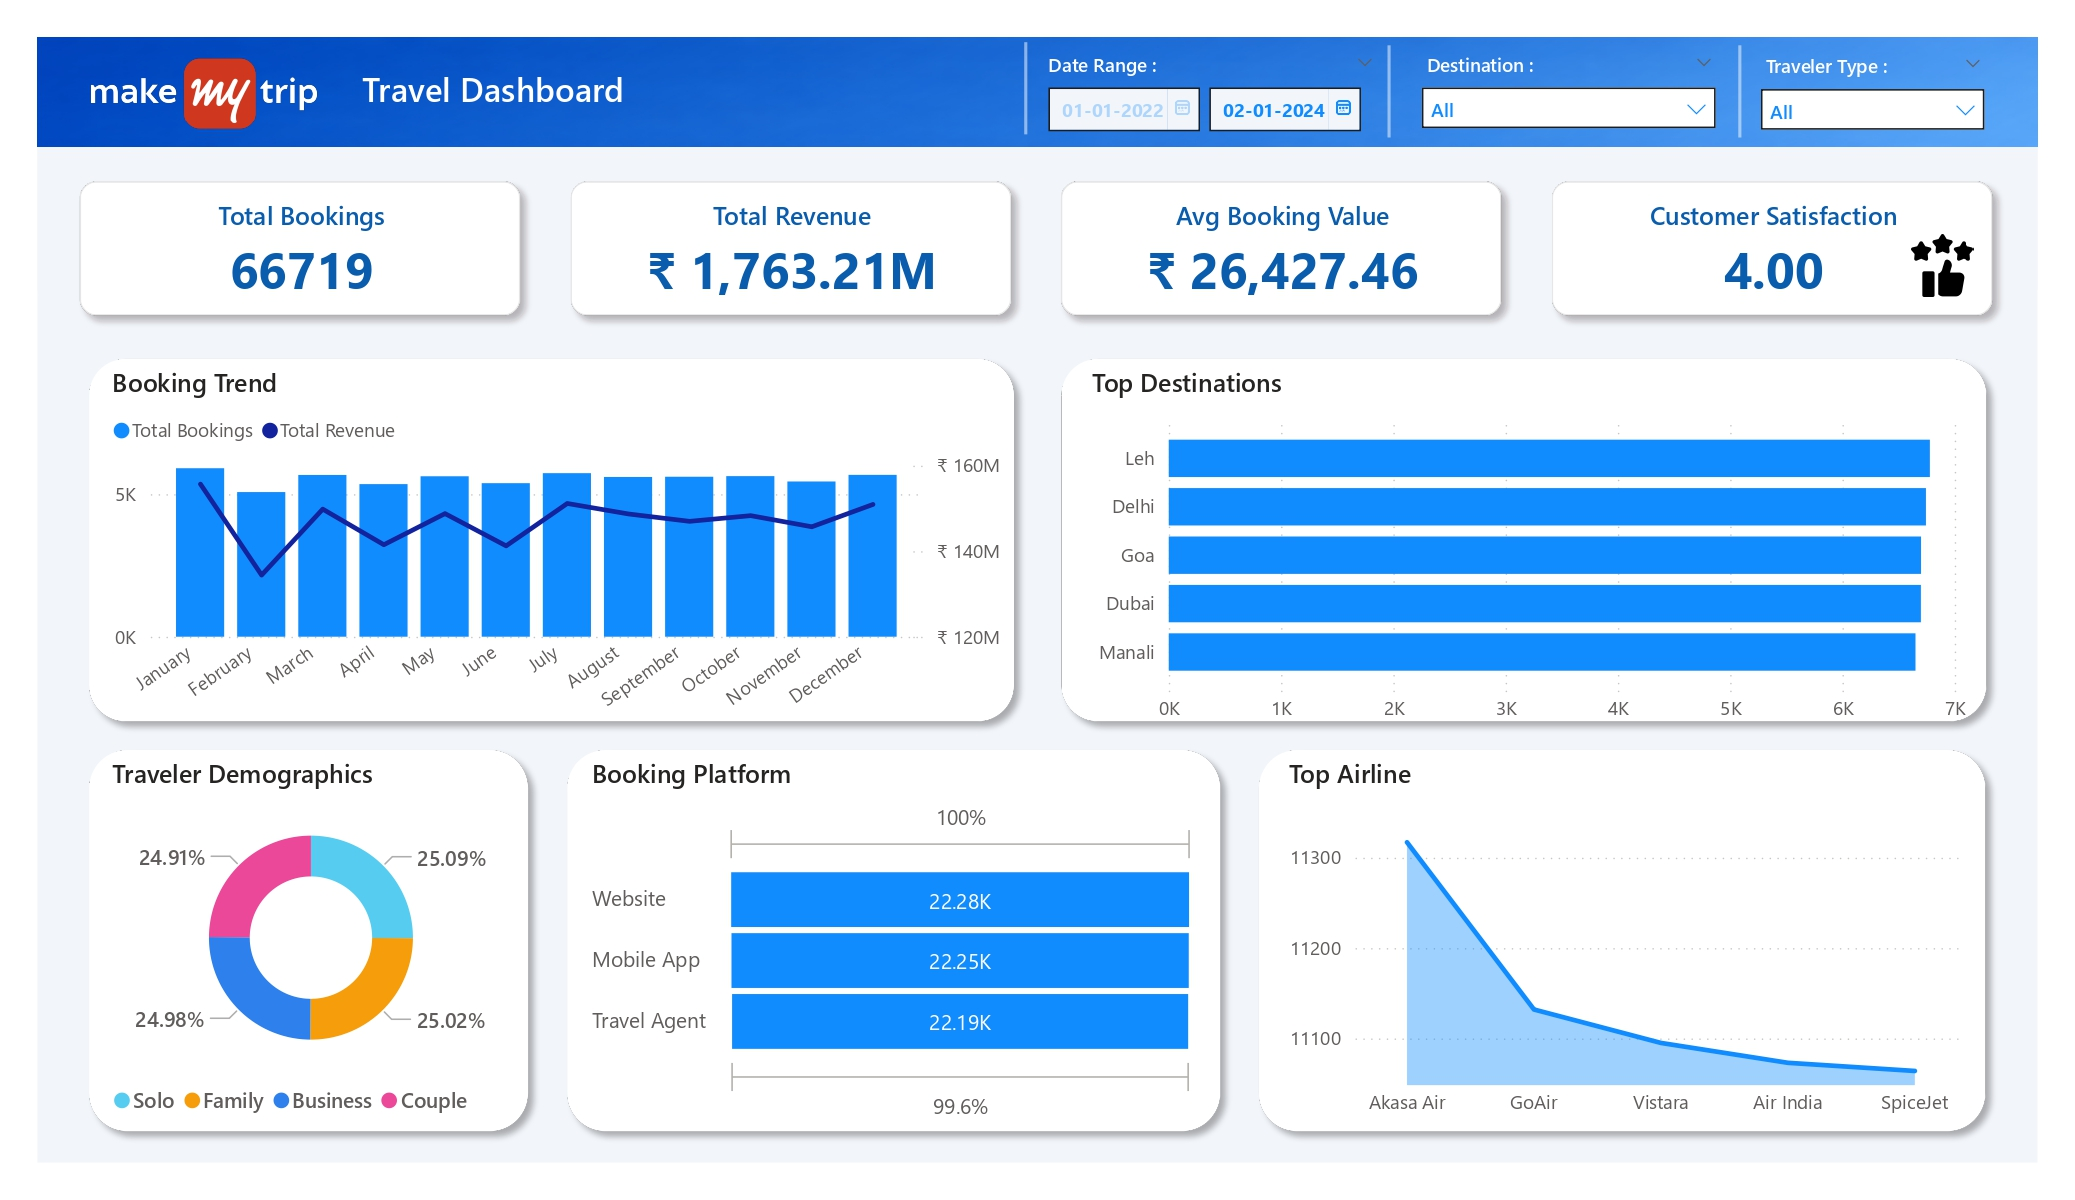 make my trip Travel Dashboard
Date Range :
01-01-2022 02-01-2024
Destination :
All
Traveler Type :
All
Total Bookings
66719
Total Revenue
₹ 1,763.21M
Avg Booking Value
₹ 26,427.46
Customer Satisfaction
4.00
Booking Trend
Total Bookings Total Revenue
5K
0K
₹ 160M
₹ 140M
₹ 120M
January
February
March
April
May
June
July
August
September
October
November
December
Top Destinations
Leh
Delhi
Goa
Dubai
Manali
0K 1K 2K 3K 4K 5K 6K 7K
Traveler Demographics
24.91% 25.09%
24.98% 25.02%
Solo Family Business Couple
Booking Platform
100%
Website 22.28K
Mobile App 22.25K
Travel Agent 22.19K
99.6%
Top Airline
11300
11200
11100
Akasa Air GoAir Vistara Air India SpiceJet